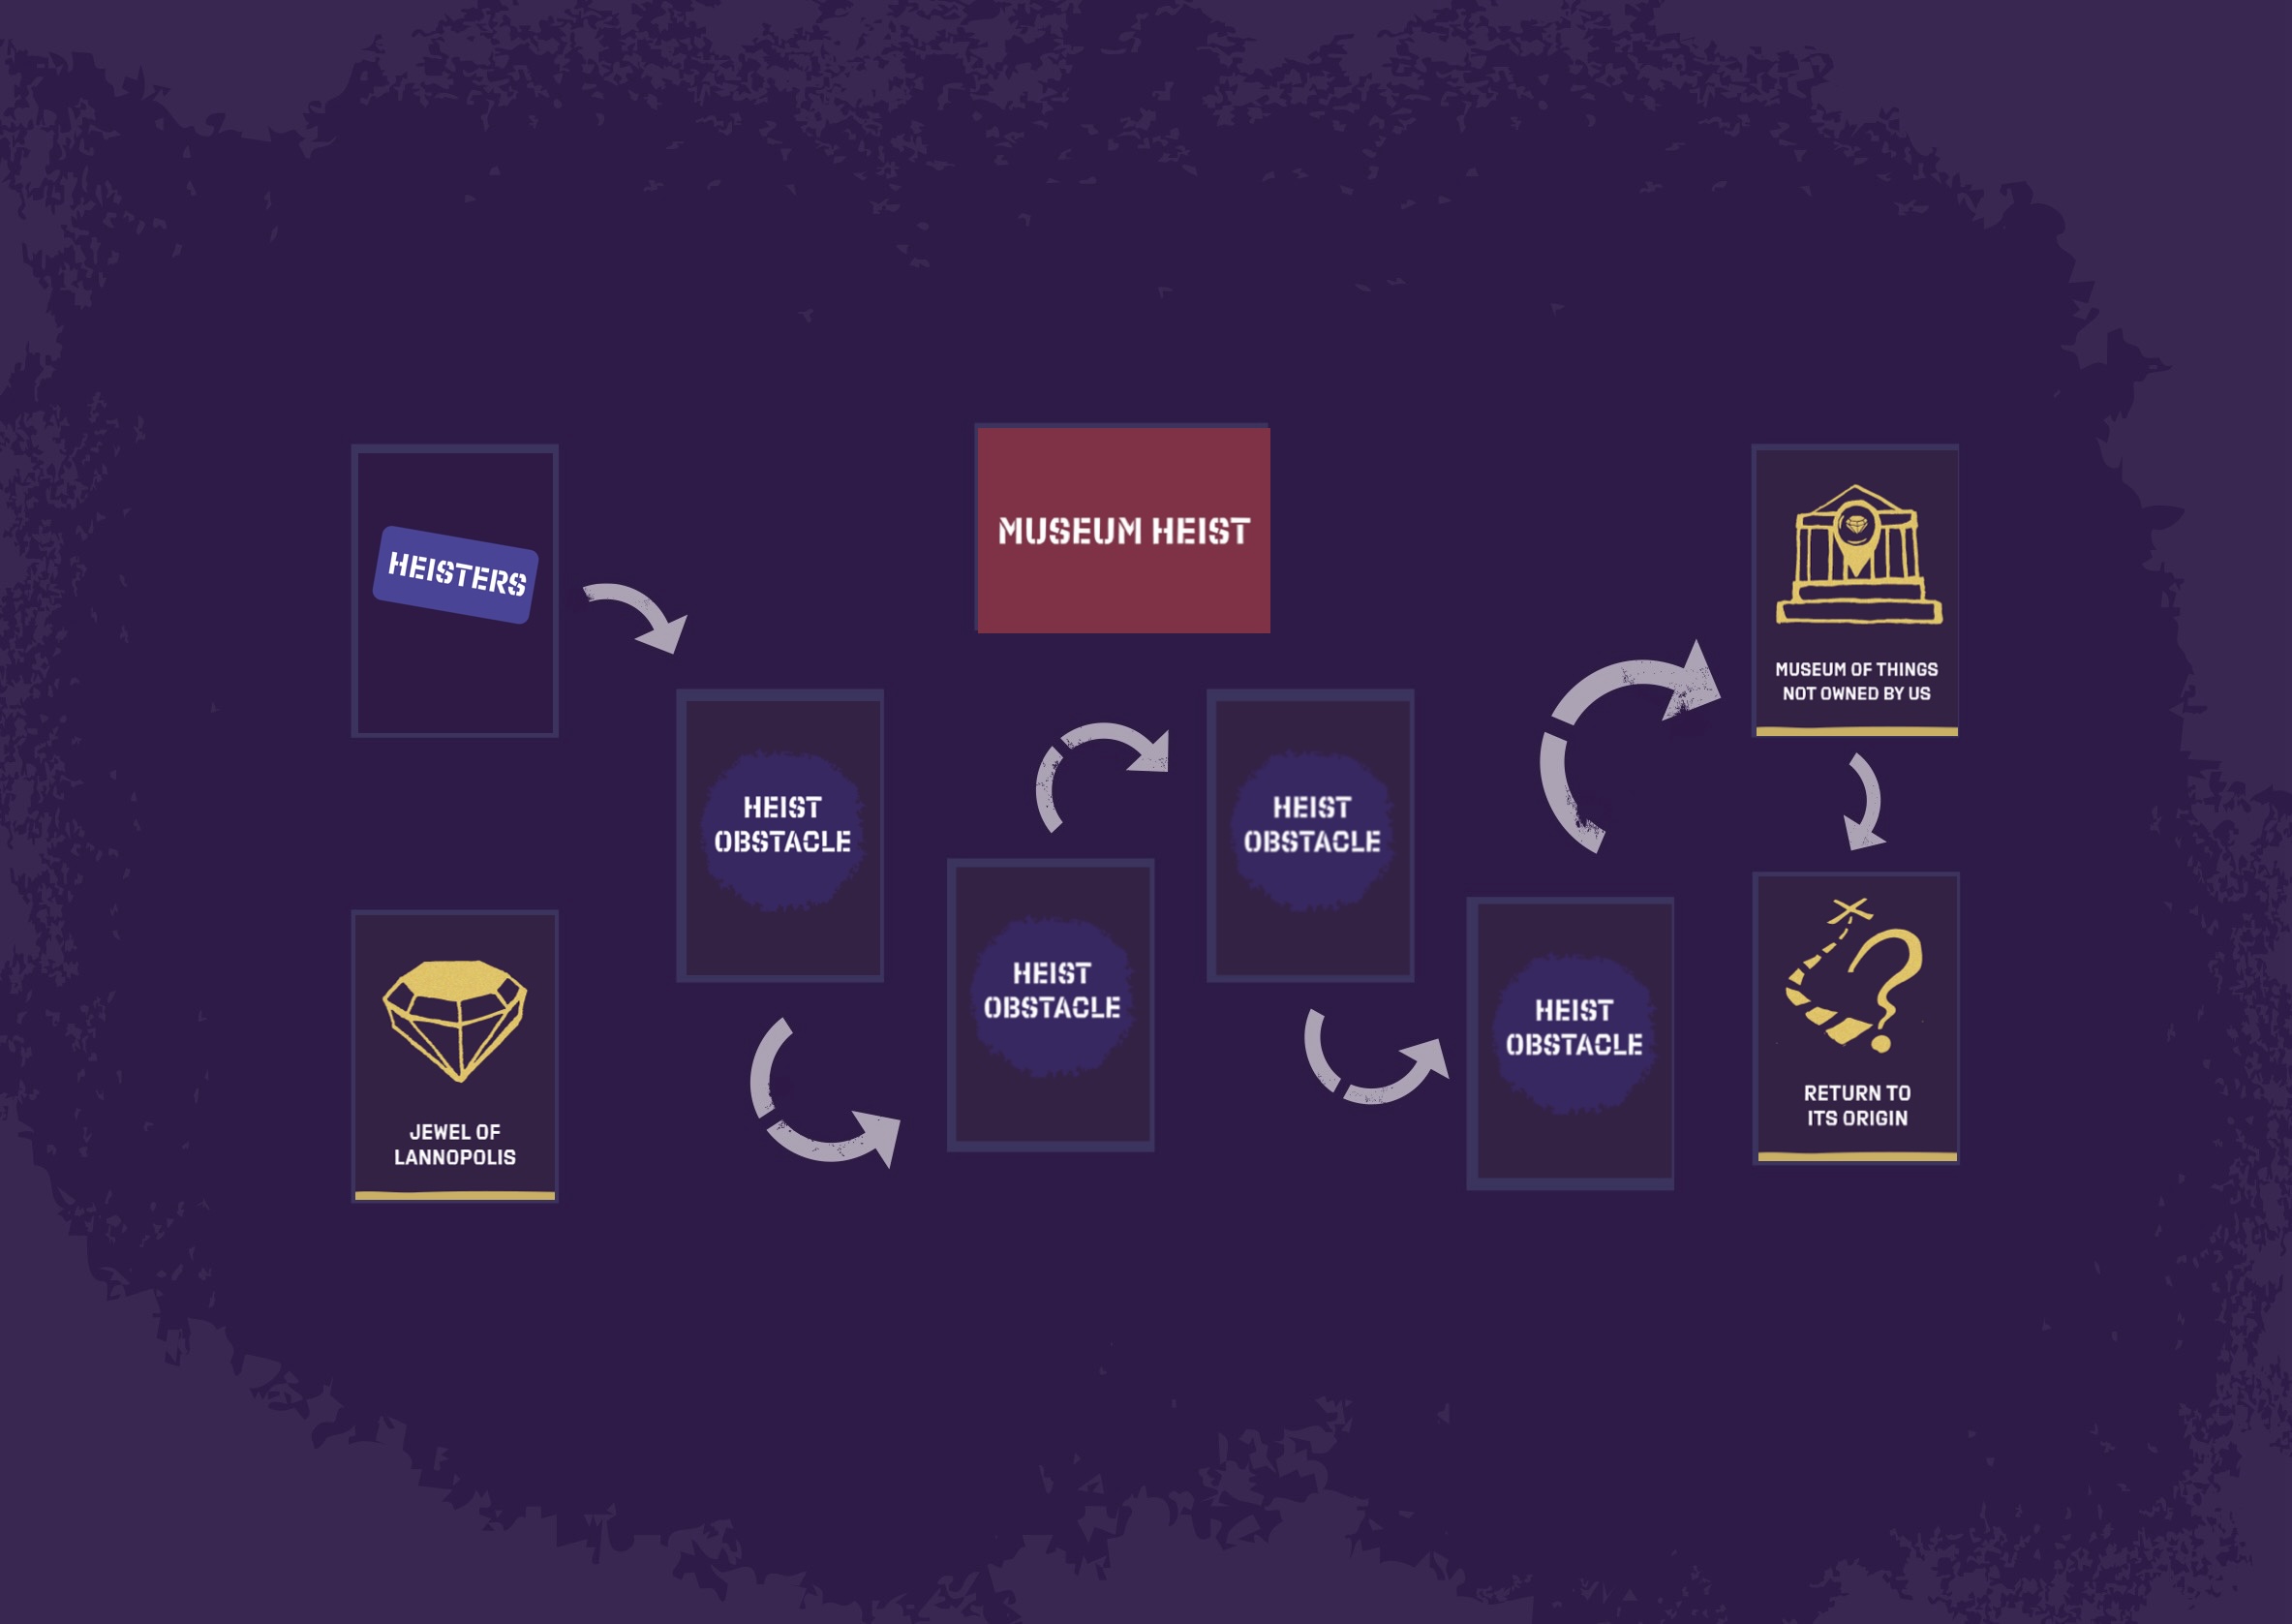 HEISTERS
MUSEUM HEIST
MUSEUM OF THINGS
NOT OWNED BY US
HEIST
OBSTACLE
HEIST
OBSTACLE
HEIST
OBSTACLE
HEIST
OBSTACLE
JEWEL OF
LANNOPOLIS
RETURN TO
ITS ORIGIN